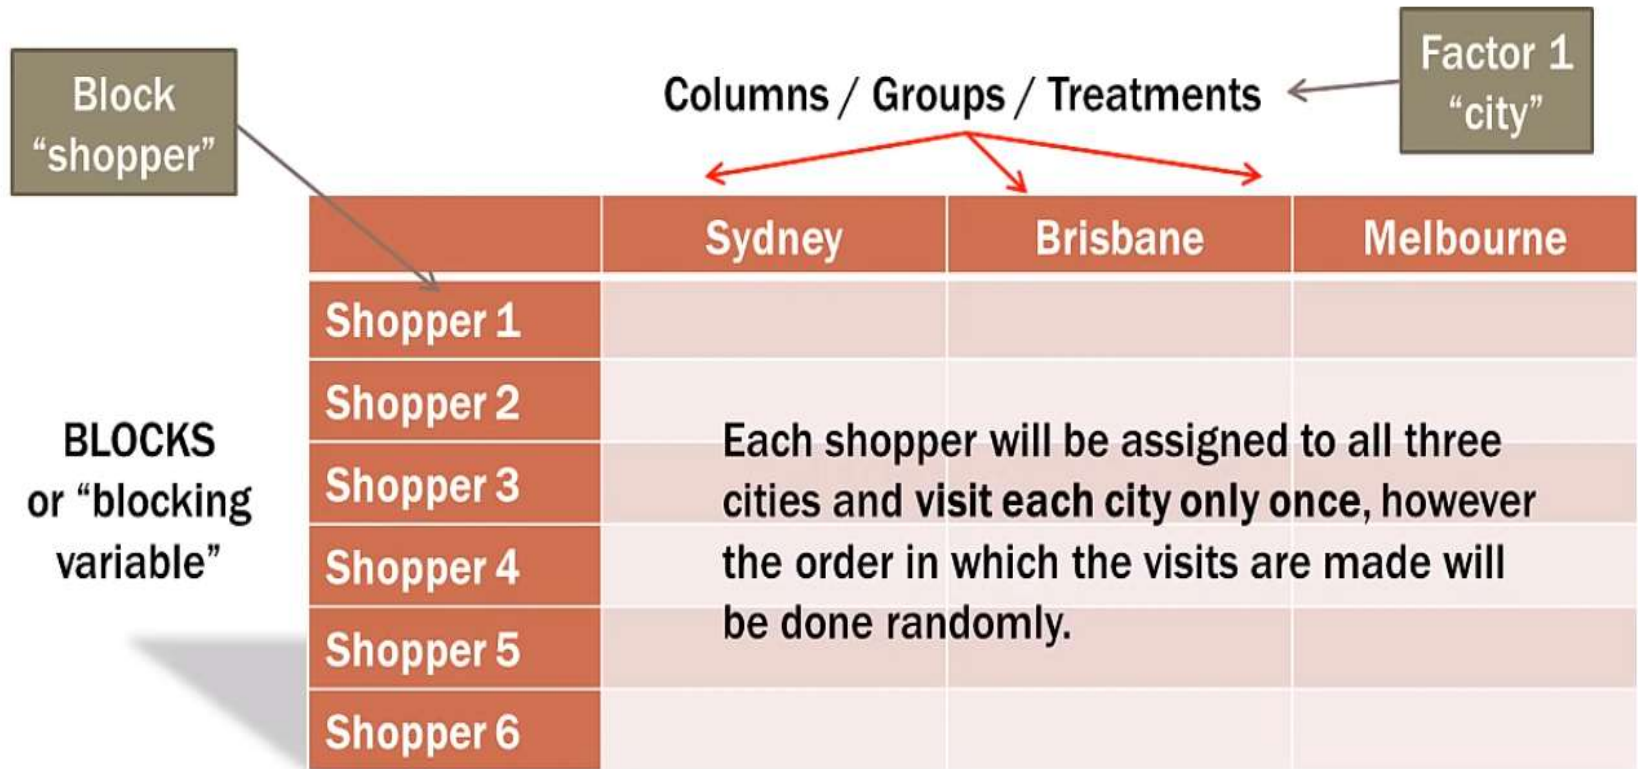 Block
“shopper”
Columns / Groups / Treatments
Factor 1
“city”
Sydney
Brisbane
Melbourne
Shopper 1
Shopper 2
Shopper 3
Shopper 4
Shopper 5
Shopper 6
BLOCKS
or “blocking
variable”
Each shopper will be assigned to all three
cities and visit each city only once, however
the order in which the visits are made will
be done randomly.